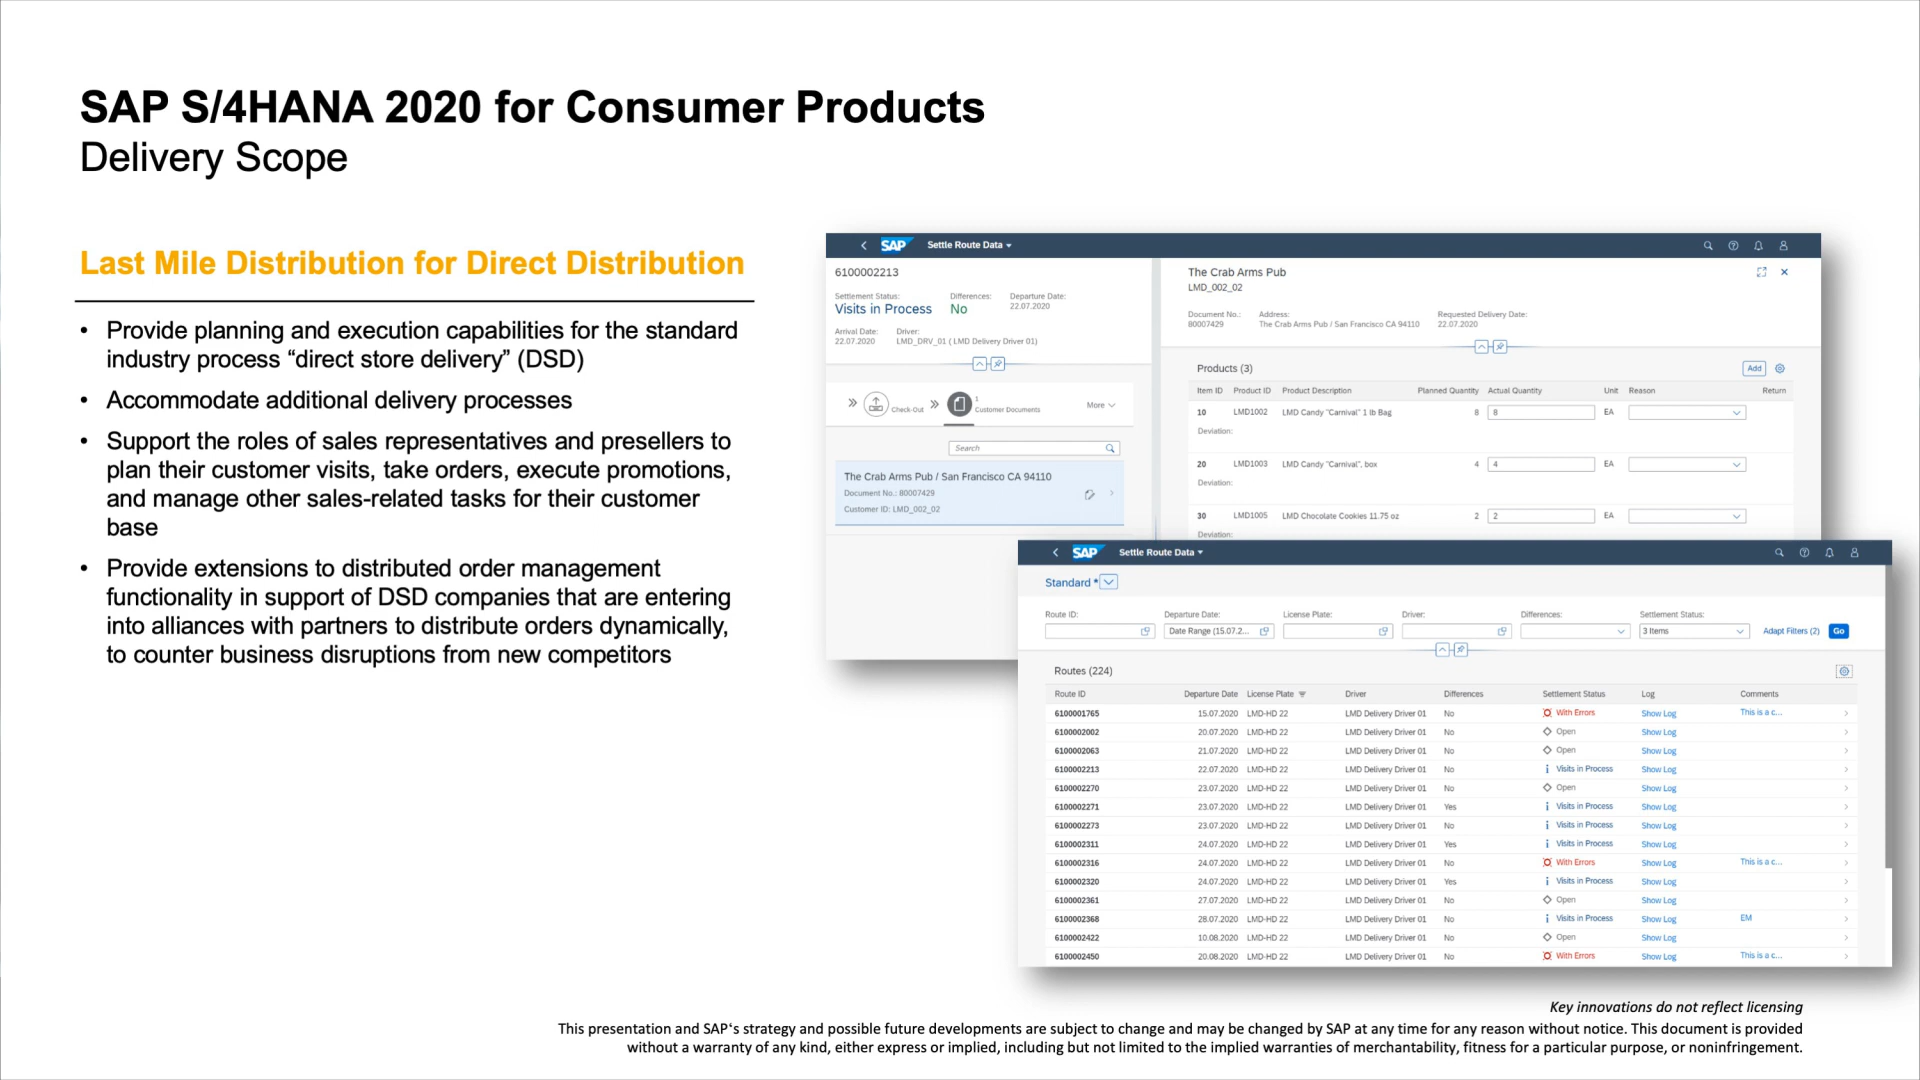 SAP S/4HANA 2020 for Consumer Products
Delivery Scope
Last Mile Distribution for Direct Distribution
• Provide planning and execution capabilities for the standard
industry process “direct store delivery” (DSD)
• Accommodate additional delivery processes
• Support the roles of sales representatives and presellers to
plan their customer visits, take orders, execute promotions,
and manage other sales-related tasks for their customer
base
• Provide extensions to distributed order management
functionality in support of DSD companies that are entering
into alliances with partners to distribute orders dynamically,
to counter business disruptions from new competitors
SAP Settle Route Data
6100002213
Settlement Status: Differences: Departure Date:
Visits in Process No 22.07.2020
Arrival Date: Driver:
22.07.2020 LMD_DRV_01 ( LMD Delivery Driver 01)
Check-Out 1 Customer Documents More
Search
The Crab Arms Pub / San Francisco CA 94110
Document No.: 80007429
Customer ID: LMD_002_02
The Crab Arms Pub
LMD_002_02
Document No.: Address: Requested Delivery Date:
80007429 The Crab Arms Pub / San Francisco CA 94110 22.07.2020
Products (3) Add
Item ID Product ID Product Description Planned Quantity Actual Quantity Unit Reason Return
10 LMD1002 LMD Candy "Carnival" 1 lb Bag 8 8 EA
Deviation:
20 LMD1003 LMD Candy "Carnival", box 4 4 EA
Deviation:
30 LMD1005 LMD Chocolate Cookies 11.75 oz 2 2 EA
Deviation:
SAP Settle Route Data
Standard *
Route ID: Departure Date: License Plate: Driver: Differences: Settlement Status:
Date Range (15.07.2... 3 Items Adapt Filters (2) Go
Routes (224)
Route ID Departure Date License Plate Driver Differences Settlement Status Log Comments
6100001765 15.07.2020 LMD-HD 22 LMD Delivery Driver 01 No With Errors Show Log This is a c...
6100002002 20.07.2020 LMD-HD 22 LMD Delivery Driver 01 No Open Show Log
6100002063 21.07.2020 LMD-HD 22 LMD Delivery Driver 01 No Open Show Log
6100002213 22.07.2020 LMD-HD 22 LMD Delivery Driver 01 No Visits in Process Show Log
6100002270 23.07.2020 LMD-HD 22 LMD Delivery Driver 01 No Open Show Log
6100002271 23.07.2020 LMD-HD 22 LMD Delivery Driver 01 Yes Visits in Process Show Log
6100002273 23.07.2020 LMD-HD 22 LMD Delivery Driver 01 No Visits in Process Show Log
6100002311 24.07.2020 LMD-HD 22 LMD Delivery Driver 01 Yes Visits in Process Show Log
6100002316 24.07.2020 LMD-HD 22 LMD Delivery Driver 01 No With Errors Show Log This is a c...
6100002320 24.07.2020 LMD-HD 22 LMD Delivery Driver 01 Yes Visits in Process Show Log
6100002361 27.07.2020 LMD-HD 22 LMD Delivery Driver 01 No Open Show Log
6100002368 28.07.2020 LMD-HD 22 LMD Delivery Driver 01 No Visits in Process Show Log EM
6100002422 10.08.2020 LMD-HD 22 LMD Delivery Driver 01 No Open Show Log
6100002450 20.08.2020 LMD-HD 22 LMD Delivery Driver 01 No With Errors Show Log This is a c...
Key innovations do not reflect licensing
This presentation and SAP‘s strategy and possible future developments are subject to change and may be changed by SAP at any time for any reason without notice. This document is provided
without a warranty of any kind, either express or implied, including but not limited to the implied warranties of merchantability, fitness for a particular purpose, or noninfringement.